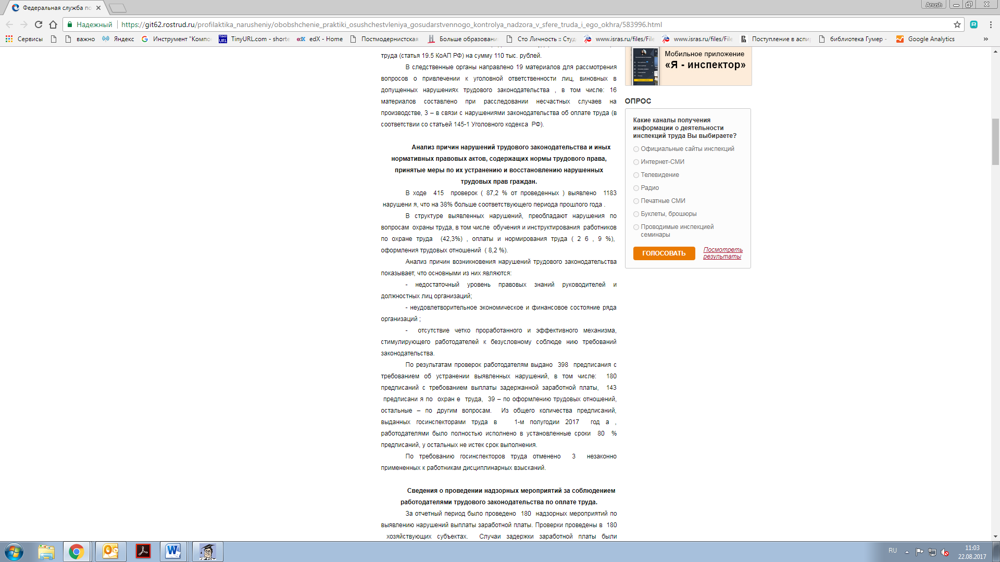 Федеральная служба по
Anush
Надежный
https://git62.rostrud.ru/profilaktika_narusheniy/obobshchenie_praktiki_osushchestvleniya_gosudarstvennogo_kontrolya_nadzora_v_sfere_truda_i_ego_okhra/583996.html
Сервисы важно Яндекс Инструмент "Компо TinyURL.com - shorte edX - Home Постмодернистская Больше образовани Сто Личность :: Студ www.isras.ru/files/File www.isras.ru/files/File Поступление в аспир библиотека Гумер - Google Analytics »
труда (статья 19.5 КоАП РФ) на сумму 110 тыс. рублей.
В следственные органы направлено 19 материалов для рассмотрения
вопросов о привлечении к уголовной ответственности лиц, виновных в
допущенных нарушениях трудового законодательства , в том числе: 16
материалов составлено при расследовании несчастных случаев на
производстве, 3 – в связи с нарушениями законодательства об оплате труда (в
соответствии со статьей 145-1 Уголовного кодекса РФ).
Анализ причин нарушений трудового законодательства и иных
нормативных правовых актов, содержащих нормы трудового права,
принятые меры по их устранению и восстановлению нарушенных
трудовых прав граждан.
В ходе 415 проверок ( 87,2 % от проведенных ) выявлено 1183
нарушени я, что на 38% больше соответствующего периода прошлого года .
В структуре выявленных нарушений, преобладают нарушения по
вопросам охраны труда, в том числе обучения и инструктирования работников
по охране труда (42,3%) , оплаты и нормирования труда ( 2 6 , 9 %),
оформления трудовых отношений ( 8,2 %).
Анализ причин возникновения нарушений трудового законодательства
показывает, что основными из них являются:
- недостаточный уровень правовых знаний руководителей и
должностных лиц организаций;
- неудовлетворительное экономическое и финансовое состояние ряда
организаций ;
- отсутствие четко проработанного и эффективного механизма,
стимулирующего работодателей к безусловному соблюде нию требований
законодательства.
По результатам проверок работодателям выдано 398 предписания с
требованием об устранении выявленных нарушений, в том числе: 180
предписаний с требованием выплаты задержанной заработной платы, 143
предписани я по охран е труда, 39 – по оформлению трудовых отношений,
остальные – по другим вопросам. Из общего количества предписаний,
выданных госинспекторами труда в 1-м полугодии 2017 год а ,
работодателями было полностью исполнено в установленные сроки 80 %
предписаний, у остальных не истек срок выполнения.
По требованию госинспекторов труда отменено 3 незаконно
примененных к работникам дисциплинарных взысканий.
Сведения о проведении надзорных мероприятий за соблюдением
работодателями трудового законодательства по оплате труда.
За отчетный период было проведено 180 надзорных мероприятий по
выявлению нарушений выплаты заработной платы. Проверки проведены в 180
хозяйствующих субъектах. Случаи задержки заработной платы были
Мобильное приложение
«Я - инспектор»
ОПРОС
Какие каналы получения
информации о деятельности
инспекций труда Вы выбираете?
Официальные сайты инспекций
Интернет-СМИ
Телевидение
Радио
Печатные СМИ
Буклеты, брошюры
Проводимые инспекцией
семинары
ГОЛОСОВАТЬ
Посмотреть
результаты
RU
11:03
22.08.2017